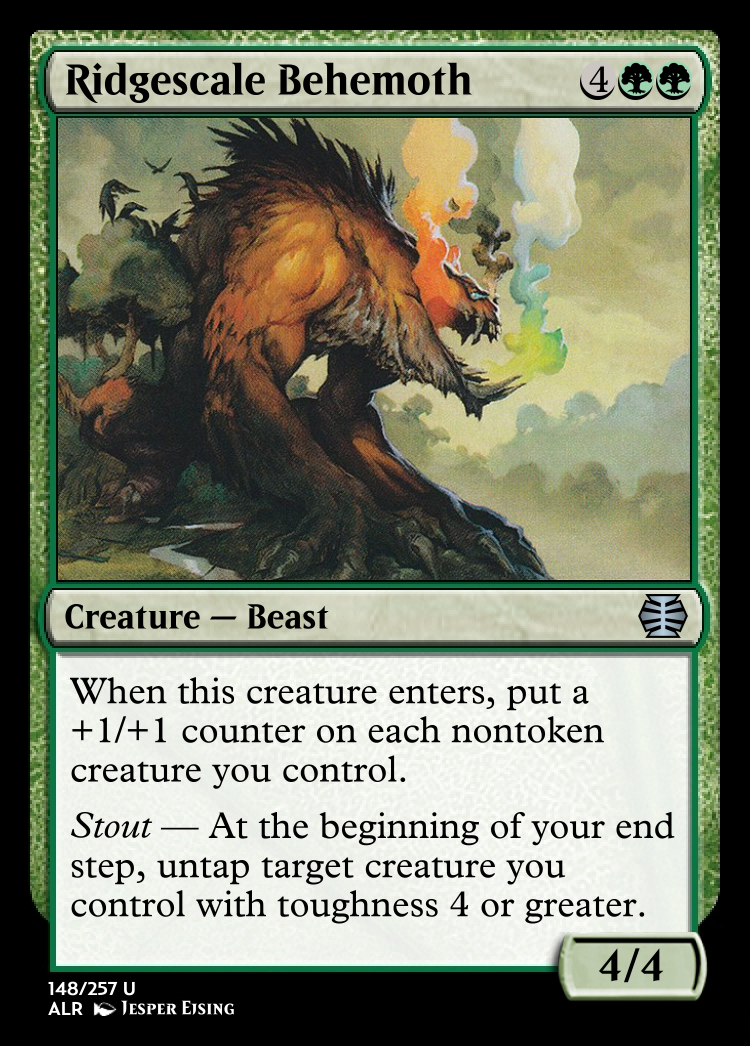 Ridgescale Behemoth 4
Creature — Beast
When this creature enters, put a
+1/+1 counter on each nontoken
creature you control.
Stout — At the beginning of your end
step, untap target creature you
control with toughness 4 or greater.
4/4
148/257 U
ALR Jesper Ejsing